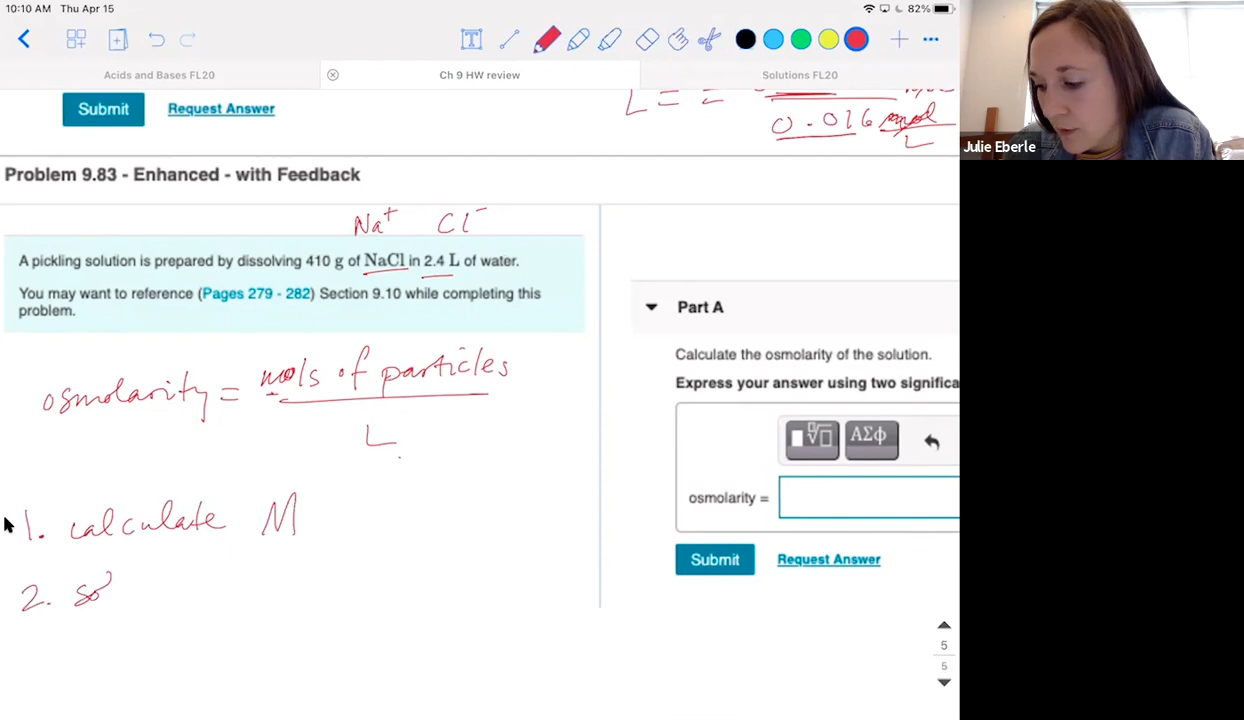 10:10 AM Thu Apr 15
82%
Acids and Bases FL20
Ch 9 HW review
Solutions FL20
Submit
Request Answer
L =
0.016 mol
L
Julie Eberle
Problem 9.83 - Enhanced - with Feedback
Na+ Cl-
A pickling solution is prepared by dissolving 410 g of NaCl in 2.4 L of water.
You may want to reference (Pages 279 - 282) Section 9.10 while completing this
problem.
osmolarity = mols of particles
L
1. calculate M
2. so
Part A
Calculate the osmolarity of the solution.
Express your answer using two significa
ΑΣϕ
osmolarity =
Submit
Request Answer
5
5